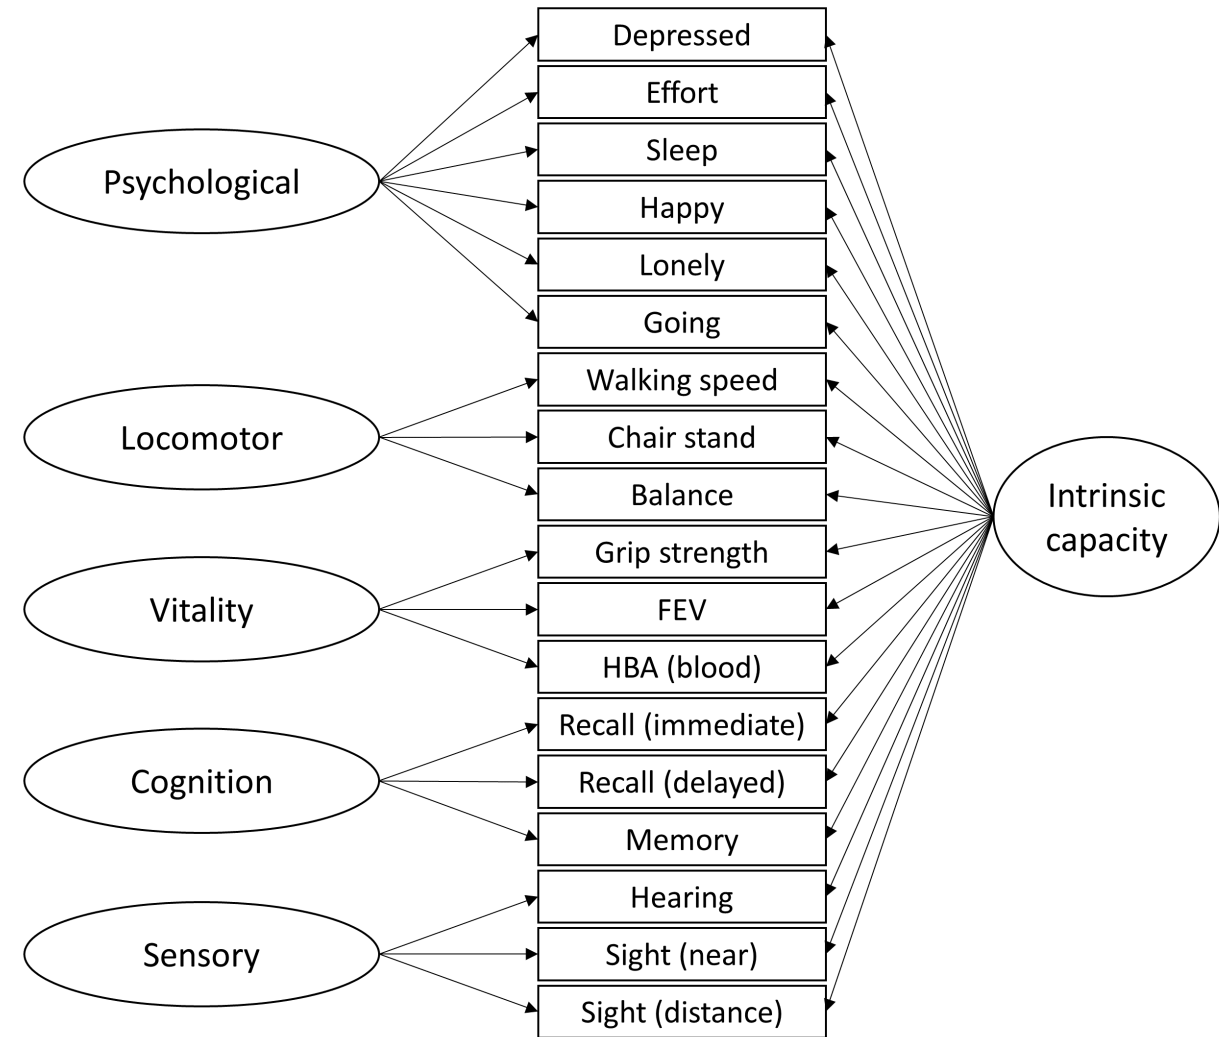 Depressed
Effort
Sleep
Happy
Lonely
Going
Walking speed
Chair stand
Balance
Grip strength
FEV
HBA (blood)
Recall (immediate)
Recall (delayed)
Memory
Hearing
Sight (near)
Sight (distance)
Psychological
Locomotor
Vitality
Cognition
Sensory
Intrinsic
capacity